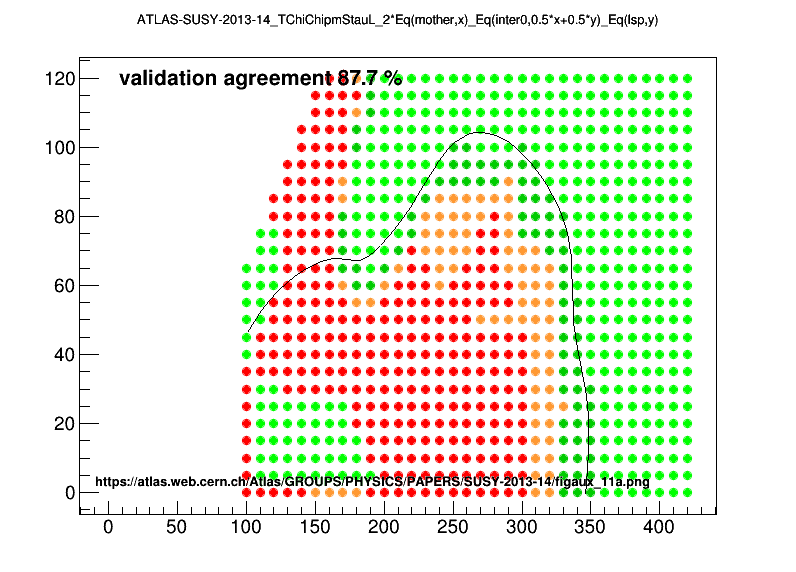 ATLAS-SUSY-2013-14_TChiChipmStauL_2*Eq(mother,x)_Eq(inter0,0.5*x+0.5*y)_Eq(lsp,y)
validation agreement 87.7 %
120
100
80
60
40
20
0
https://atlas.web.cern.ch/Atlas/GROUPS/PHYSICS/PAPERS/SUSY-2013-14/figaux_11a.png
0 50 100 150 200 250 300 350 400